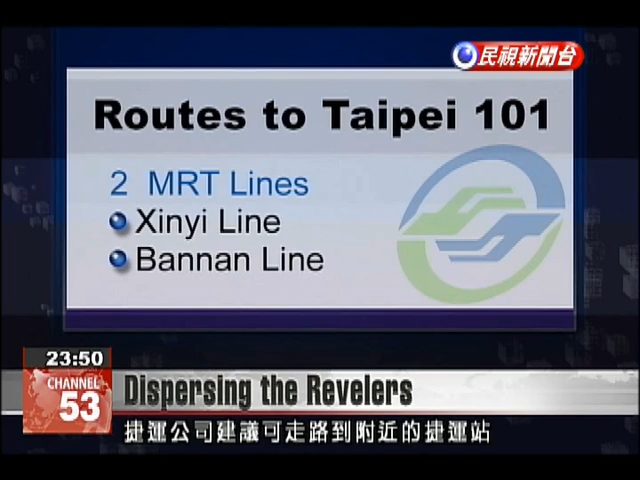 民視新聞台
Routes to Taipei 101
2 MRT Lines
Xinyi Line
Bannan Line
23:50
CHANNEL
53
Dispersing the Revelers
捷運公司建議可走路到附近的捷運站